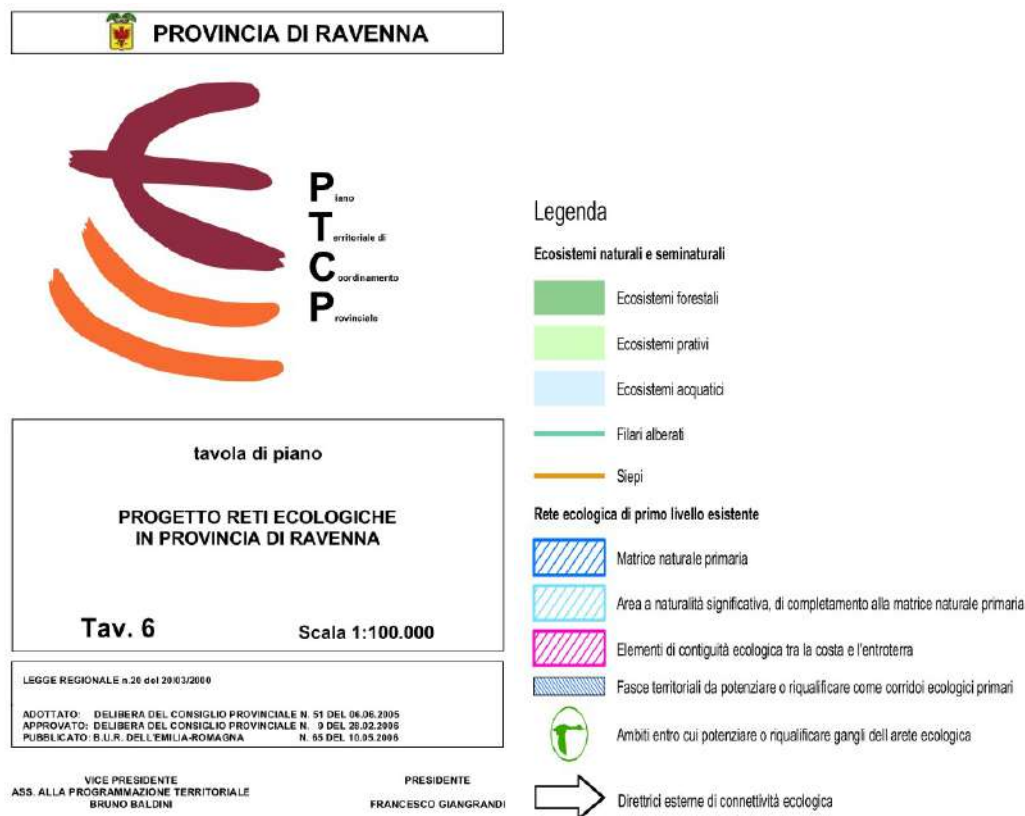 PROVINCIA DI RAVENNA
Piano
Territoriale di
Coordinamento
Provinciale
tavola di piano
PROGETTO RETI ECOLOGICHE
IN PROVINCIA DI RAVENNA
Tav. 6 Scala 1:100.000
LEGGE REGIONALE n.20 del 20/03/2000
ADOTTATO: DELIBERA DEL CONSIGLIO PROVINCIALE N. 51 DEL 06.06.2005
APPROVATO: DELIBERA DEL CONSIGLIO PROVINCIALE N. 9 DEL 28.02.2006
PUBBLICATO: B.U.R. DELL'EMILIA-ROMAGNA N. 65 DEL 10.05.2006
VICE PRESIDENTE
ASS. ALLA PROGRAMMAZIONE TERRITORIALE
BRUNO BALDINI
PRESIDENTE
FRANCESCO GIANGRANDI
Legenda
Ecosistemi naturali e seminaturali
Ecosistemi forestali
Ecosistemi prativi
Ecosistemi acquatici
Filari alberati
Siepi
Rete ecologica di primo livello esistente
Matrice naturale primaria
Area a naturalità significativa, di completamento alla matrice naturale primaria
Elementi di contiguità ecologica tra la costa e l'entroterra
Fasce territoriali da potenziare o riqualificare come corridoi ecologici primari
Ambiti entro cui potenziare o riqualificare gangli dell arete ecologica
Direttrici esterne di connettività ecologica